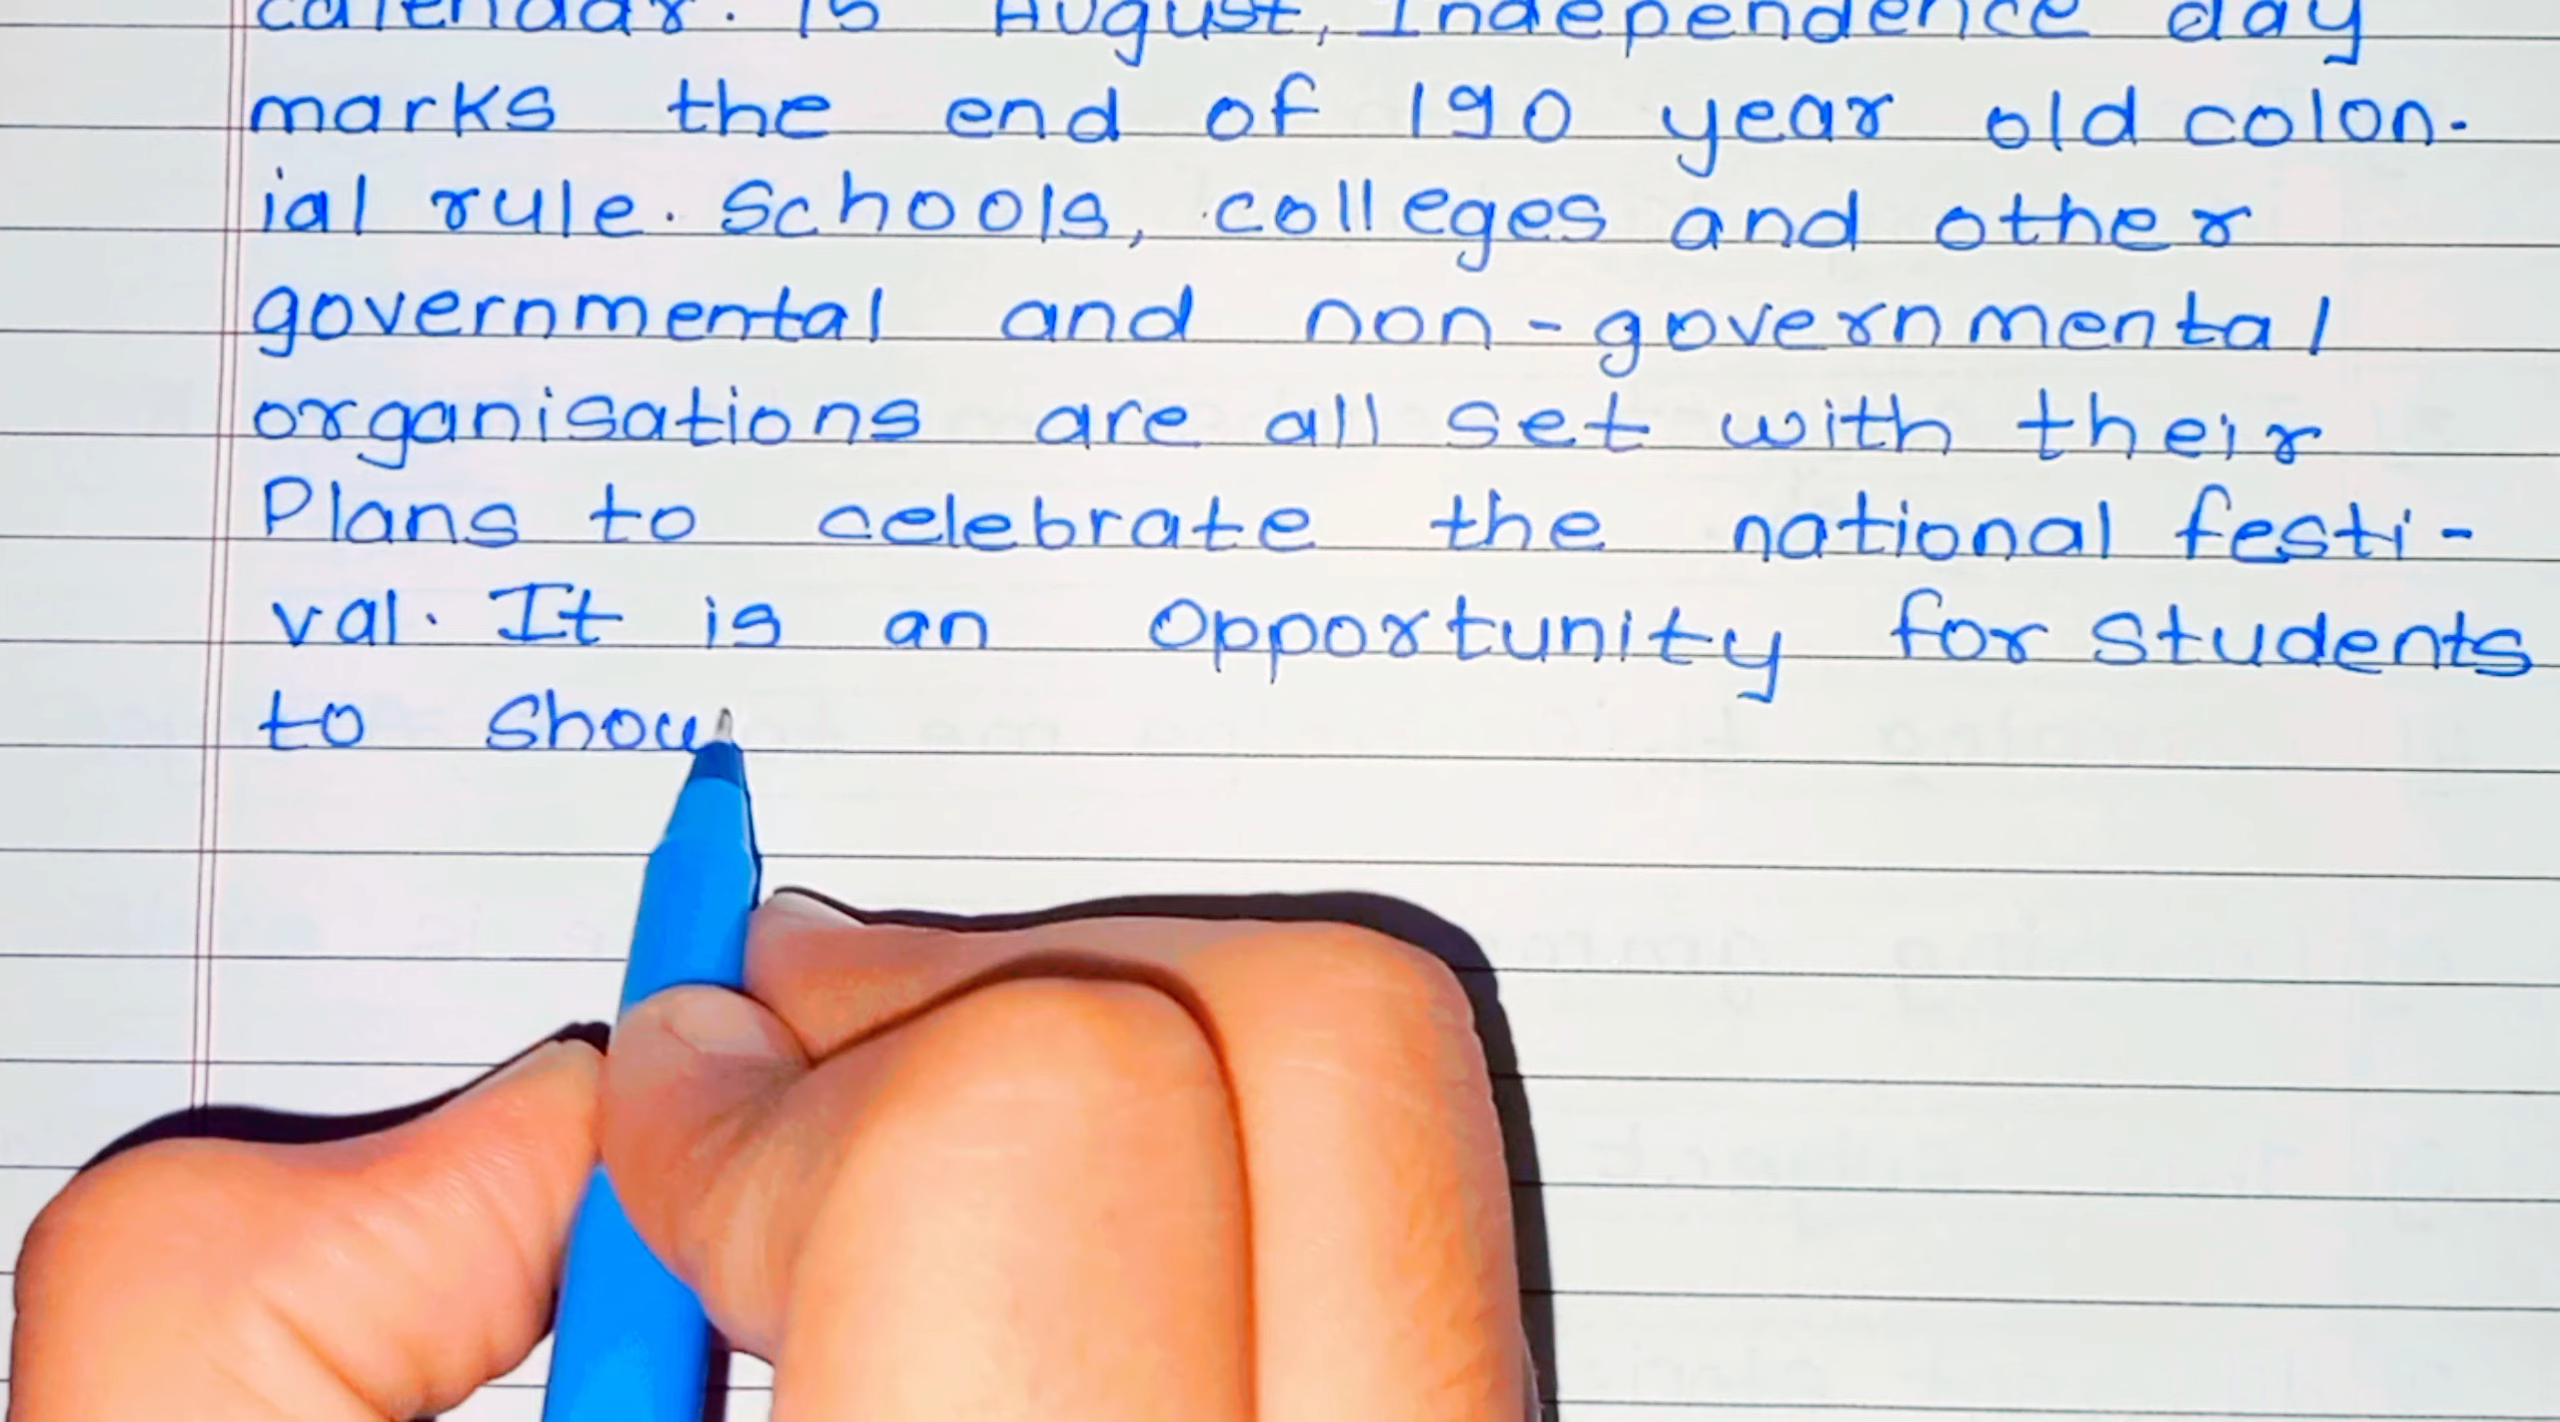 calendar. 15 August, Independence day
marks the end of 190 year old colon-
ial rule. Schools, colleges and other
governmental and non-governmental
organisations are all set with their
Plans to celebrate the national festi-
val. It is an opportunity for students
to show